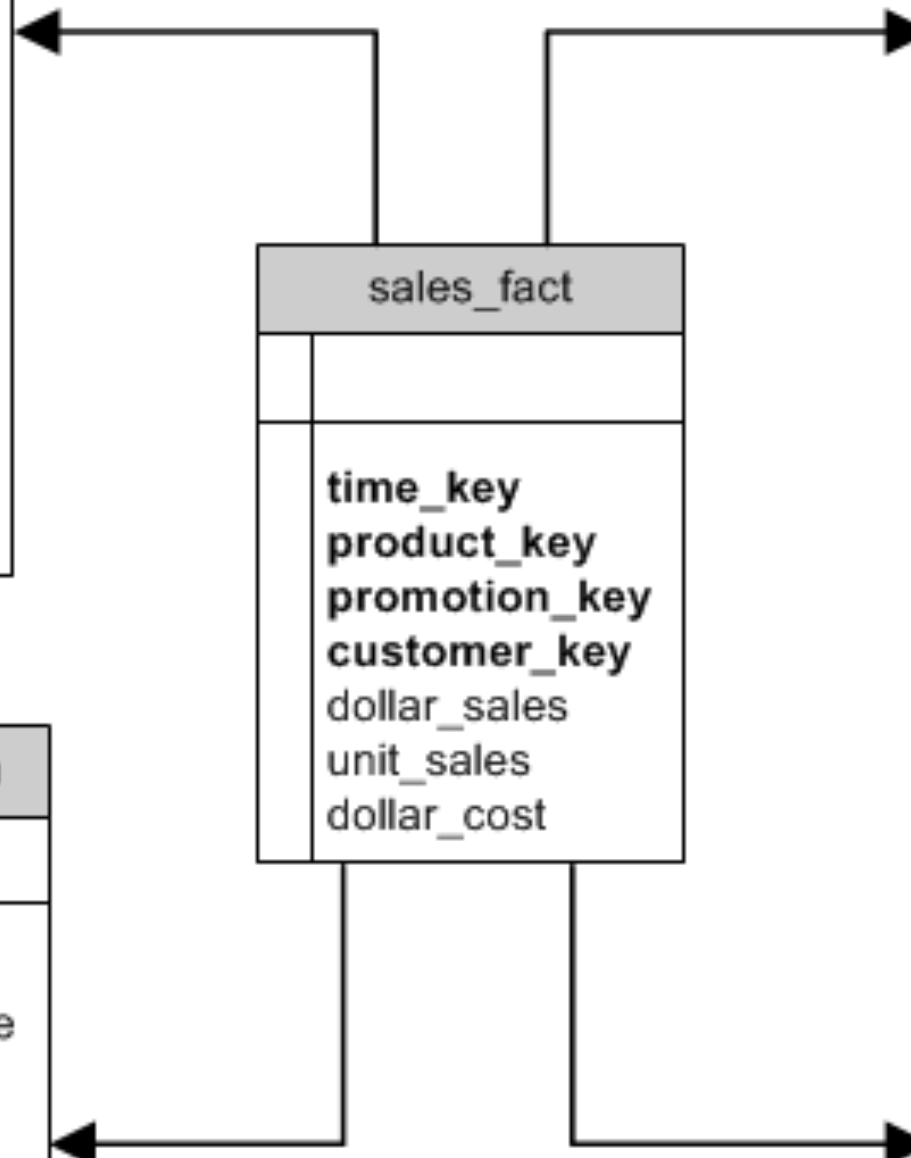 sales_fact
time_key
product_key
promotion_key
customer_key
dollar_sales
unit_sales
dollar_cost